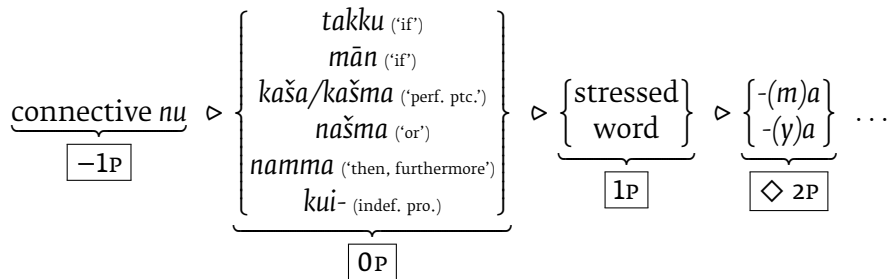 connective nu ▷ { takku ('if') } ▷ { stressed word } ▷ { -(m)a } …
mān ('if')
kaša/kašma ('perf. ptc.')
našma ('or')
namma ('then, furthermore')
kui- (indef. pro.)
-(y)a
−1P
0P
1P
◇ 2P